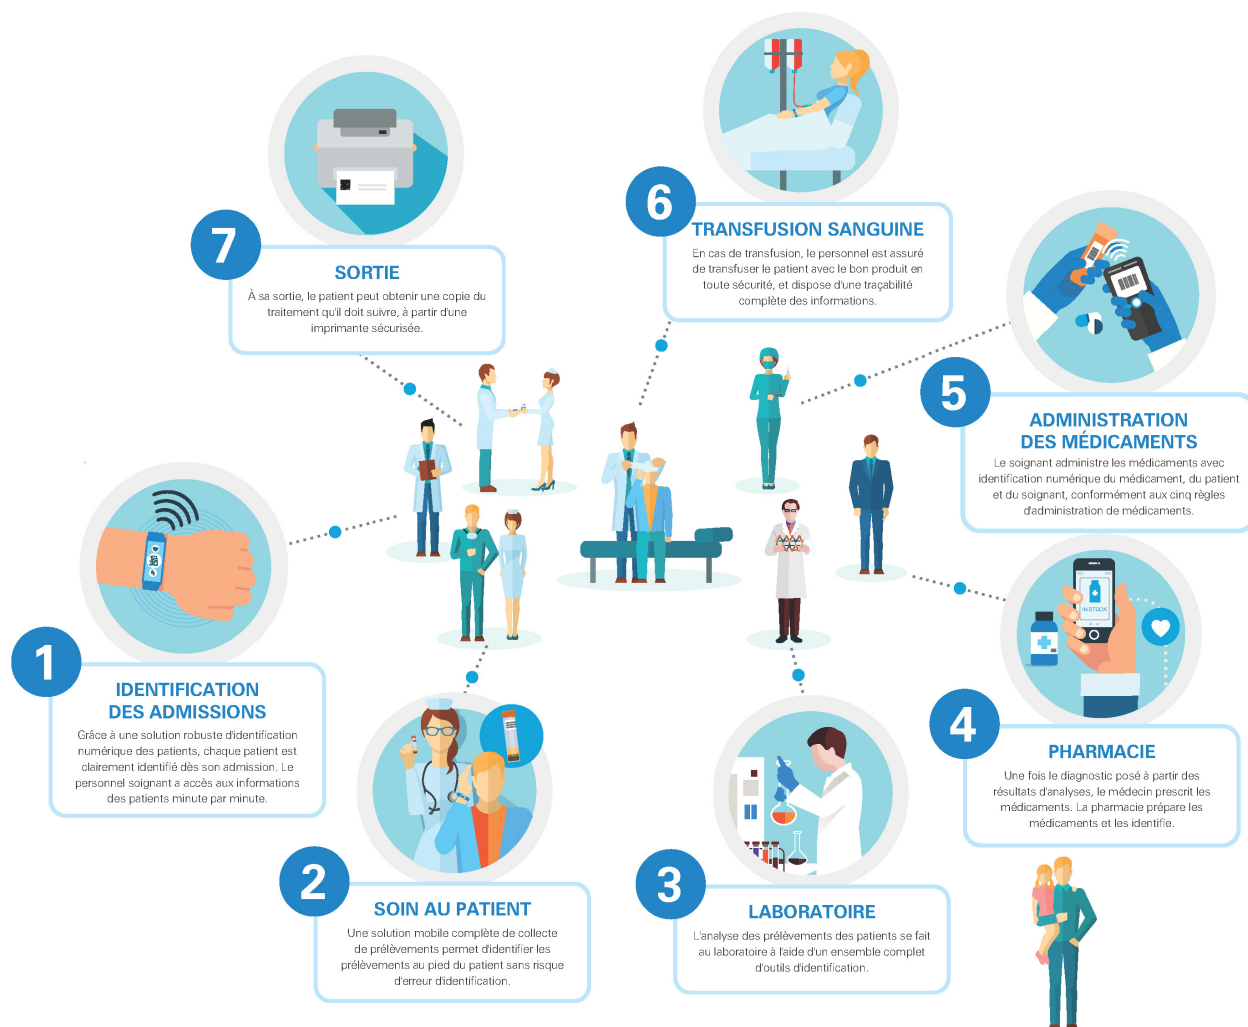 1
IDENTIFICATION
DES ADMISSIONS
Grâce à une solution robuste d'identification
numérique des patients, chaque patient est
clairement identifié dès son admission. Le
personnel soignant a accès aux informations
des patients minute par minute.
2
SOIN AU PATIENT
Une solution mobile complète de collecte
de prélèvements permet d'identifier les
prélèvements au pied du patient sans risque
d'erreur d'identification.
3
LABORATOIRE
L'analyse des prélèvements des patients se fait
au laboratoire à l'aide d'un ensemble complet
d'outils d'identification.
4
IN STOCK
PHARMACIE
Une fois le diagnostic posé à partir des
résultats d'analyses, le médecin prescrit les
médicaments. La pharmacie prépare les
médicaments et les identifie.
5
ADMINISTRATION
DES MÉDICAMENTS
Le soignant administre les médicaments avec
identification numérique du médicament, du patient
et du soignant, conformément aux cinq règles
d'administration de médicaments.
6
TRANSFUSION SANGUINE
En cas de transfusion, le personnel est assuré
de transfuser le patient avec le bon produit en
toute sécurité, et dispose d'une traçabilité
complète des informations.
7
SORTIE
À sa sortie, le patient peut obtenir une copie du
traitement qu'il doit suivre, à partir d'une
imprimante sécurisée.